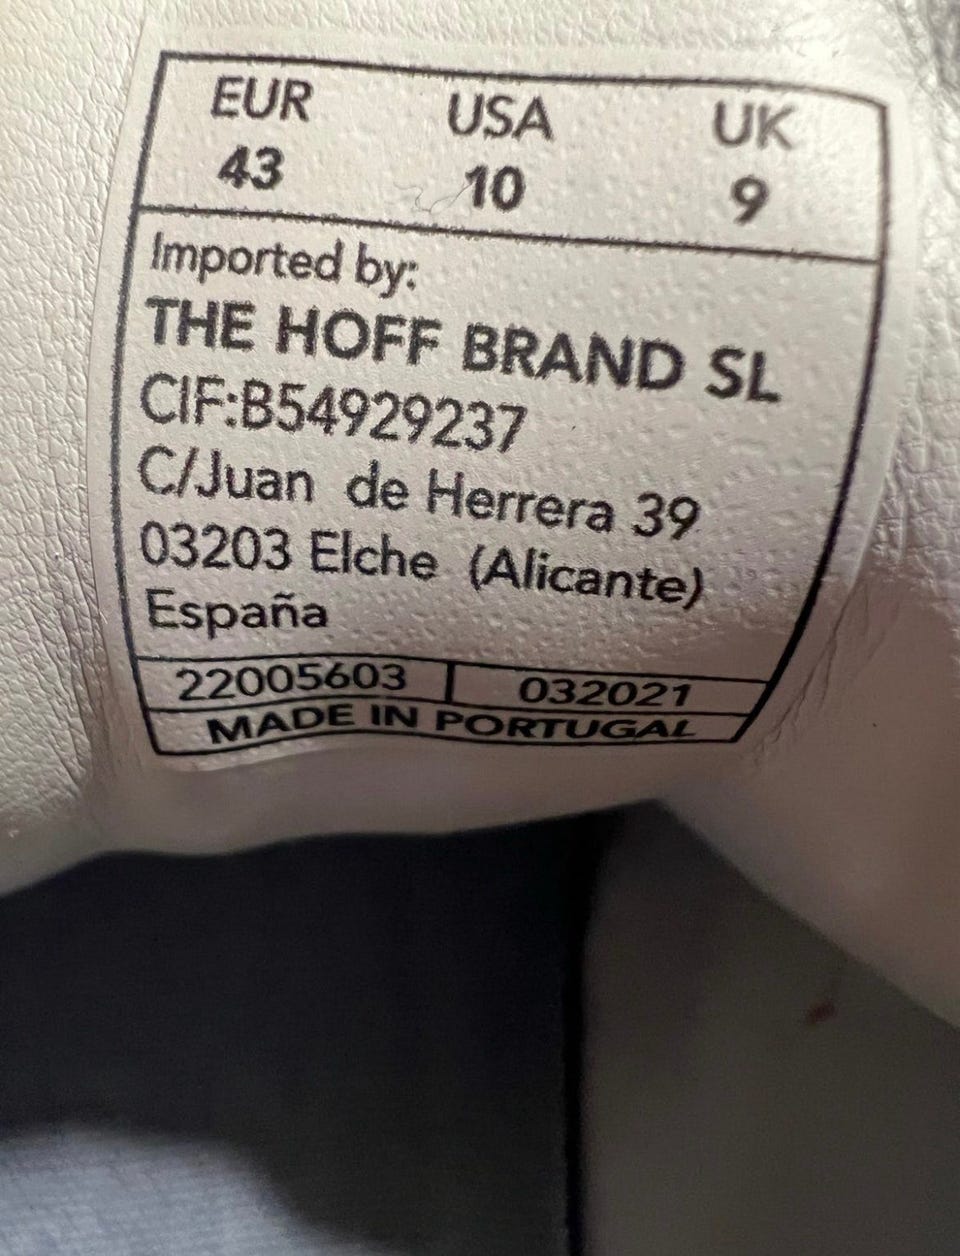 EUR USA UK
43 10 9
Imported by:
THE HOFF BRAND SL
CIF:B54929237
C/Juan de Herrera 39
03203 Elche (Alicante)
España
22005603 032021
MADE IN PORTUGAL